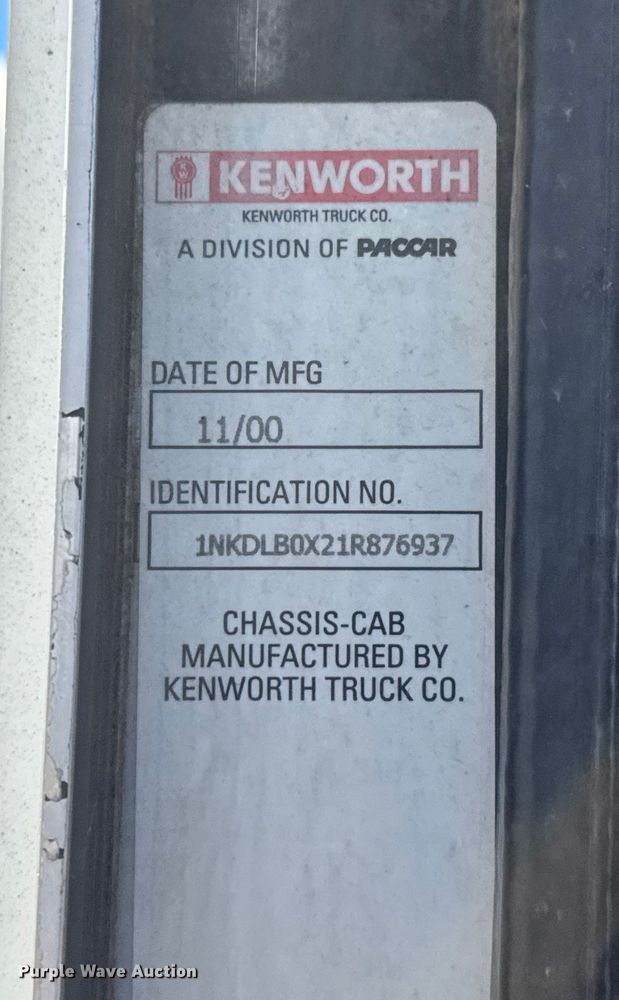 KW KENWORTH
KENWORTH TRUCK CO.
A DIVISION OF PACCAR
DATE OF MFG
11/00
IDENTIFICATION NO.
1NKDLB0X21R876937
CHASSIS-CAB
MANUFACTURED BY
KENWORTH TRUCK CO.
Purple Wave Auction